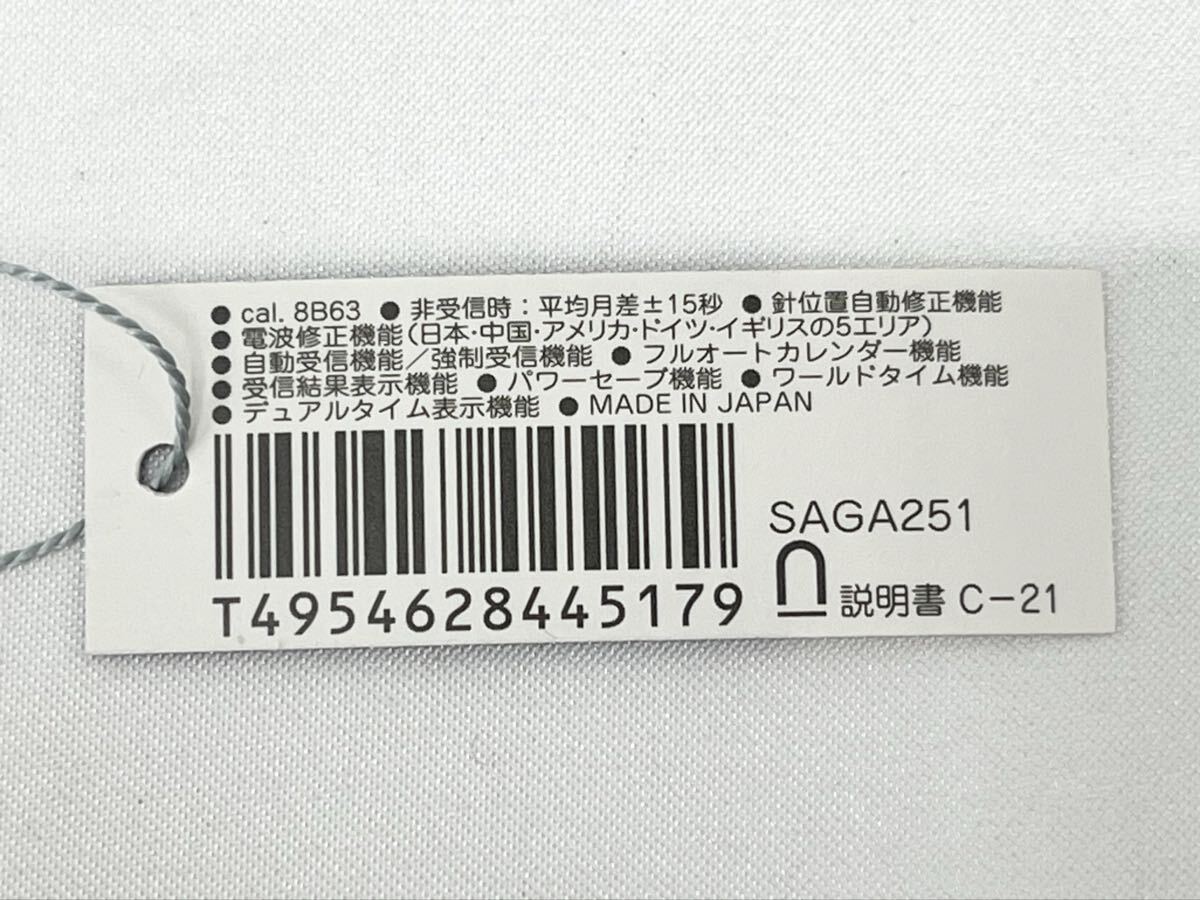 ● cal. 8B63 ● 非受信時：平均月差±15秒 ● 針位置自動修正機能
● 電波修正機能（日本・中国・アメリカ・ドイツ・イギリスの5エリア）
● 自動受信機能／強制受信機能 ● フルオートカレンダー機能
● 受信結果表示機能 ● パワーセーブ機能 ● ワールドタイム機能
● デュアルタイム表示機能 ● MADE IN JAPAN
SAGA251
説明書 C-21
T4954628445179